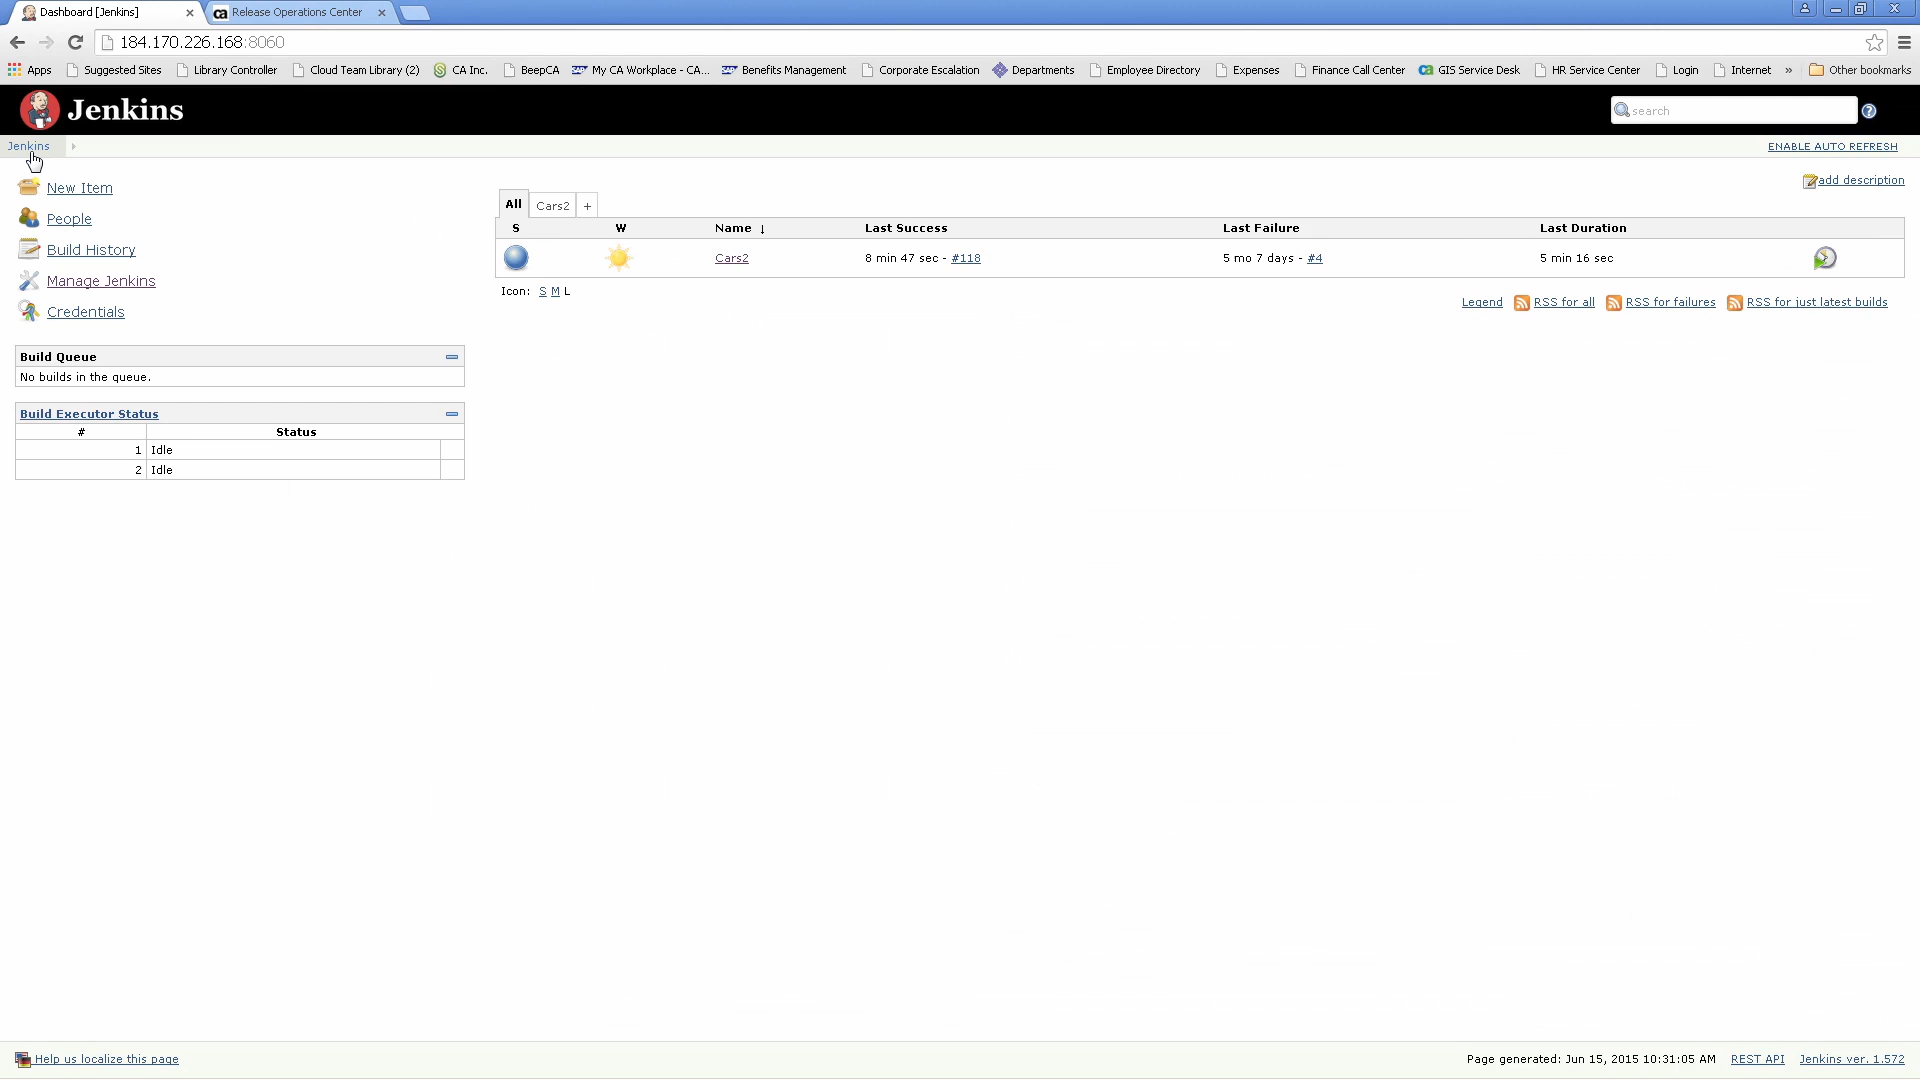 Dashboard [Jenkins] Release Operations Center
184.170.226.168:8060
Apps Suggested Sites Library Controller Cloud Team Library (2) CA Inc. BeepCA My CA Workplace - CA... Benefits Management Corporate Escalation Departments Employee Directory Expenses Finance Call Center GIS Service Desk HR Service Center Login Internet » Other bookmarks
Jenkins
search
Jenkins
ENABLE AUTO REFRESH
New Item
People
Build History
Manage Jenkins
Credentials
Build Queue
No builds in the queue.
Build Executor Status
# Status
1 Idle
2 Idle
add description
All Cars2 +
S W Name ↓ Last Success Last Failure Last Duration
Cars2 8 min 47 sec - #118 5 mo 7 days - #4 5 min 16 sec
Icon: S M L
Legend RSS for all RSS for failures RSS for just latest builds
Help us localize this page
Page generated: Jun 15, 2015 10:31:05 AM REST API Jenkins ver. 1.572